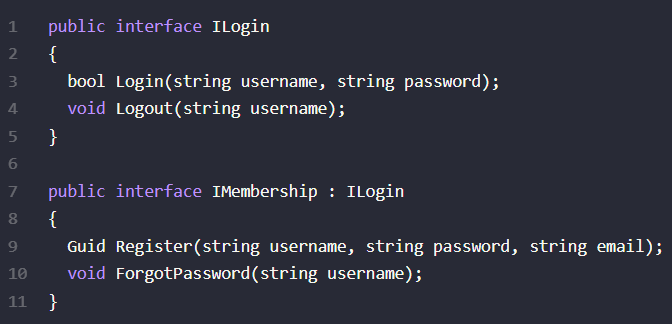 1 public interface ILogin
2 {
3   bool Login(string username, string password);
4   void Logout(string username);
5 }
6
7 public interface IMembership : ILogin
8 {
9   Guid Register(string username, string password, string email);
10   void ForgotPassword(string username);
11 }